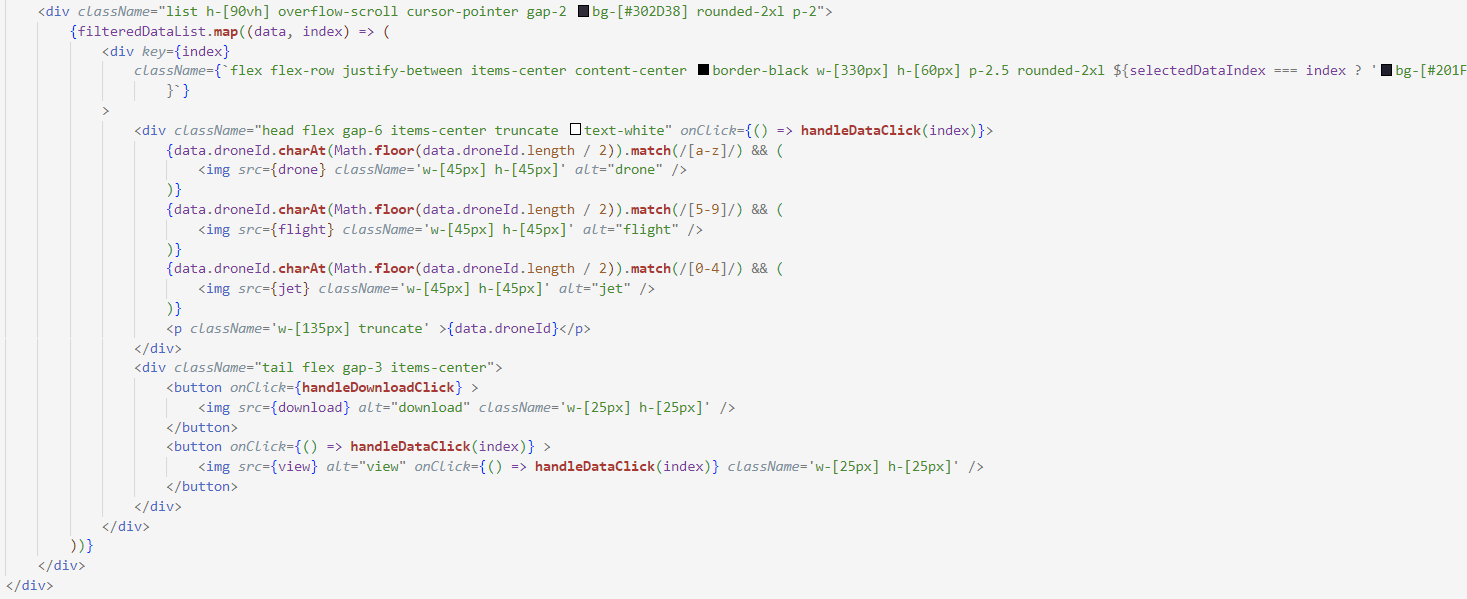 <div className="list h-[90vh] overflow-scroll cursor-pointer gap-2 bg-[#302D38] rounded-2xl p-2">
{filteredDataList.map((data, index) => (
<div key={index}
className={`flex flex-row justify-between items-center content-center border-black w-[330px] h-[60px] p-2.5 rounded-2xl ${selectedDataIndex === index ? 'bg-[#201F
}`}
>
<div className="head flex gap-6 items-center truncate text-white" onClick={() => handleDataClick(index)}>
{data.droneId.charAt(Math.floor(data.droneId.length / 2)).match(/[a-z]/) && (
<img src={drone} className='w-[45px] h-[45px]' alt="drone" />
)}
{data.droneId.charAt(Math.floor(data.droneId.length / 2)).match(/[5-9]/) && (
<img src={flight} className='w-[45px] h-[45px]' alt="flight" />
)}
{data.droneId.charAt(Math.floor(data.droneId.length / 2)).match(/[0-4]/) && (
<img src={jet} className='w-[45px] h-[45px]' alt="jet" />
)}
<p className='w-[135px] truncate' >{data.droneId}</p>
</div>
<div className="tail flex gap-3 items-center">
<button onClick={handleDownloadClick} >
<img src={download} alt="download" className='w-[25px] h-[25px]' />
</button>
<button onClick={() => handleDataClick(index)} >
<img src={view} alt="view" onClick={() => handleDataClick(index)} className='w-[25px] h-[25px]' />
</button>
</div>
</div>
))}
</div>
</div>